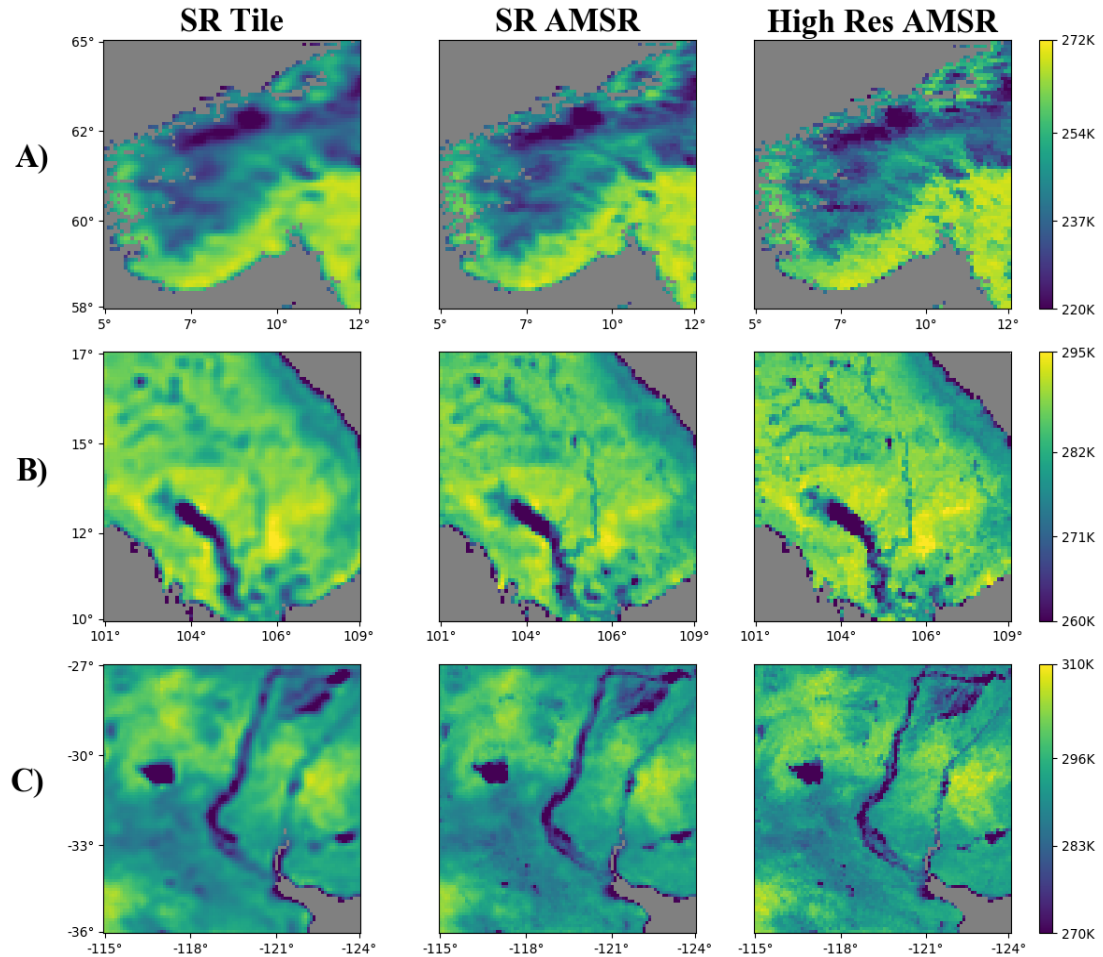 SR Tile SR AMSR High Res AMSR
65° 272K
62° 254K
A)
60° 237K
58° 220K
5° 7° 10° 12° 5° 7° 10° 12° 5° 7° 10° 12°
17° 295K
15° 282K
B)
12° 271K
10° 260K
101° 104° 106° 109° 101° 104° 106° 109° 101° 104° 106° 109°
-27° 310K
-30° 296K
C)
-33° 283K
-36° 270K
-115° -118° -121° -124° -115° -118° -121° -124° -115° -118° -121° -124°